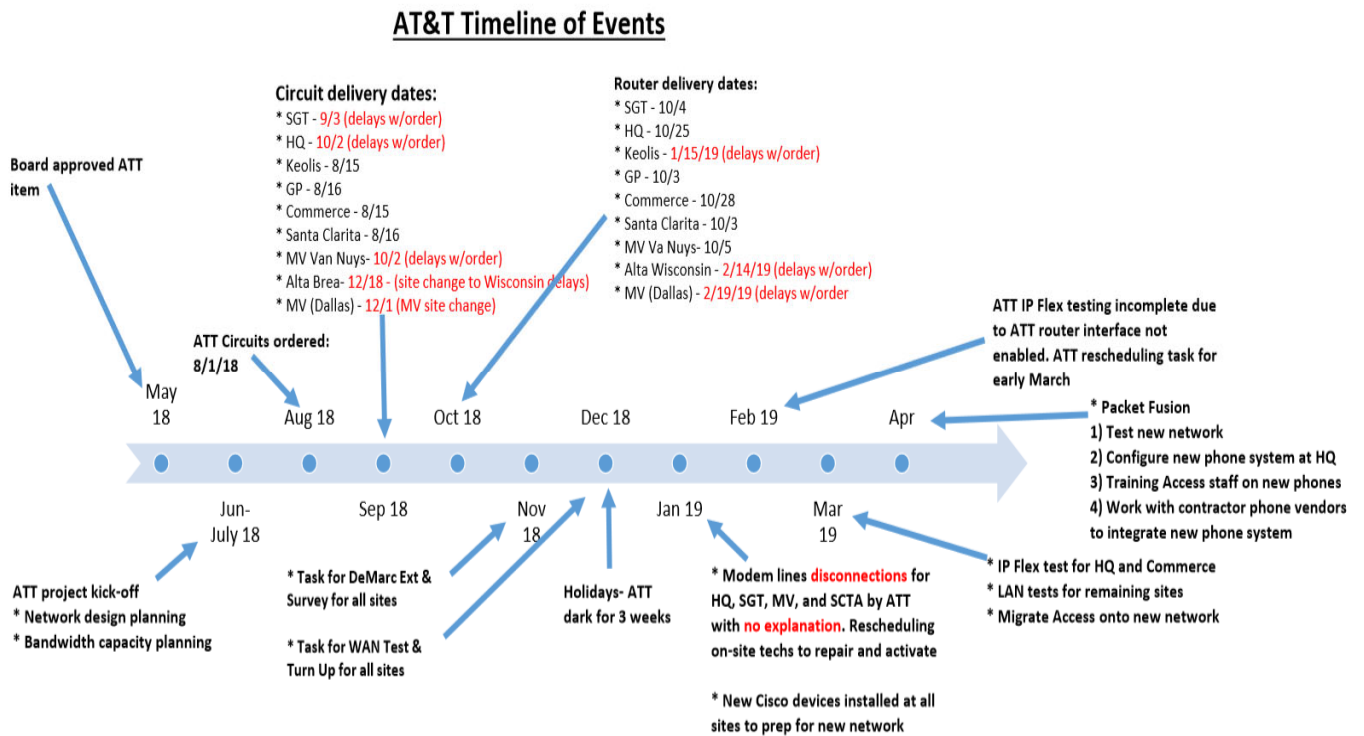 AT&T Timeline of Events
Circuit delivery dates:
* SGT - 9/3 (delays w/order)
* HQ - 10/2 (delays w/order)
* Keolis - 8/15
* GP - 8/16
* Commerce - 8/15
* Santa Clarita - 8/16
* MV Van Nuys- 10/2 (delays w/order)
* Alta Brea- 12/18 - (site change to Wisconsin delays)
* MV (Dallas) - 12/1 (MV site change)
Router delivery dates:
* SGT - 10/4
* HQ - 10/25
* Keolis - 1/15/19 (delays w/order)
* GP - 10/3
* Commerce - 10/28
* Santa Clarita - 10/3
* MV Va Nuys- 10/5
* Alta Wisconsin - 2/14/19 (delays w/order)
* MV (Dallas) - 2/19/19 (delays w/order
Board approved ATT
item
ATT Circuits ordered:
8/1/18
ATT IP Flex testing incomplete due
to ATT router interface not
enabled. ATT rescheduling task for
early March
* Packet Fusion
1) Test new network
2) Configure new phone system at HQ
3) Training Access staff on new phones
4) Work with contractor phone vendors
to integrate new phone system
May
18
Aug 18
Oct 18
Dec 18
Feb 19
Apr
Jun-
July 18
Sep 18
Nov
18
Jan 19
Mar
19
ATT project kick-off
* Network design planning
* Bandwidth capacity planning
* Task for DeMarc Ext &
Survey for all sites
* Task for WAN Test &
Turn Up for all sites
Holidays- ATT
dark for 3 weeks
* Modem lines disconnections for
HQ, SGT, MV, and SCTA by ATT
with no explanation. Rescheduling
on-site techs to repair and activate
* New Cisco devices installed at all
sites to prep for new network
* IP Flex test for HQ and Commerce
* LAN tests for remaining sites
* Migrate Access onto new network